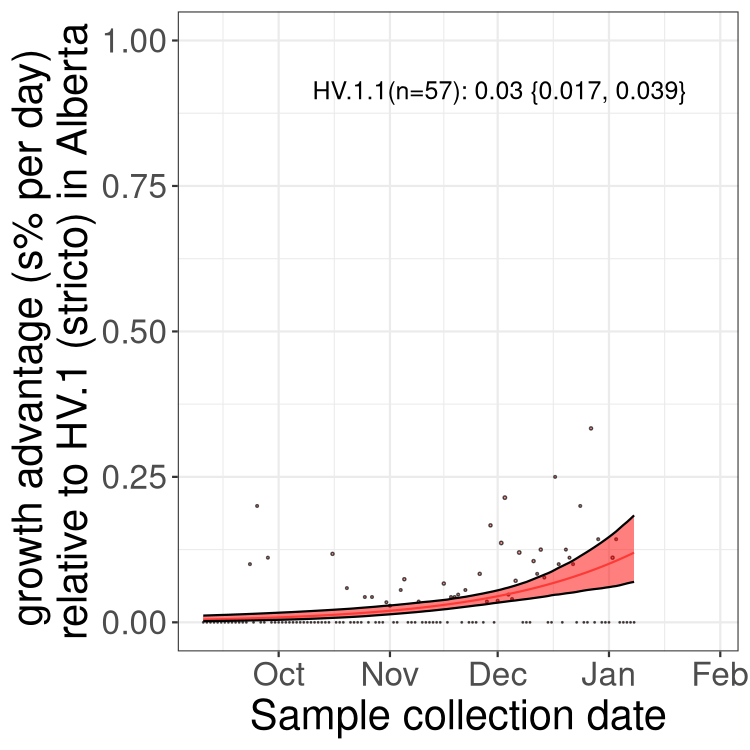 growth advantage (s% per day)
relative to HV.1 (stricto) in Alberta
1.00
0.75
0.50
0.25
0.00
HV.1.1(n=57): 0.03 {0.017, 0.039}
Oct Nov Dec Jan Feb
Sample collection date